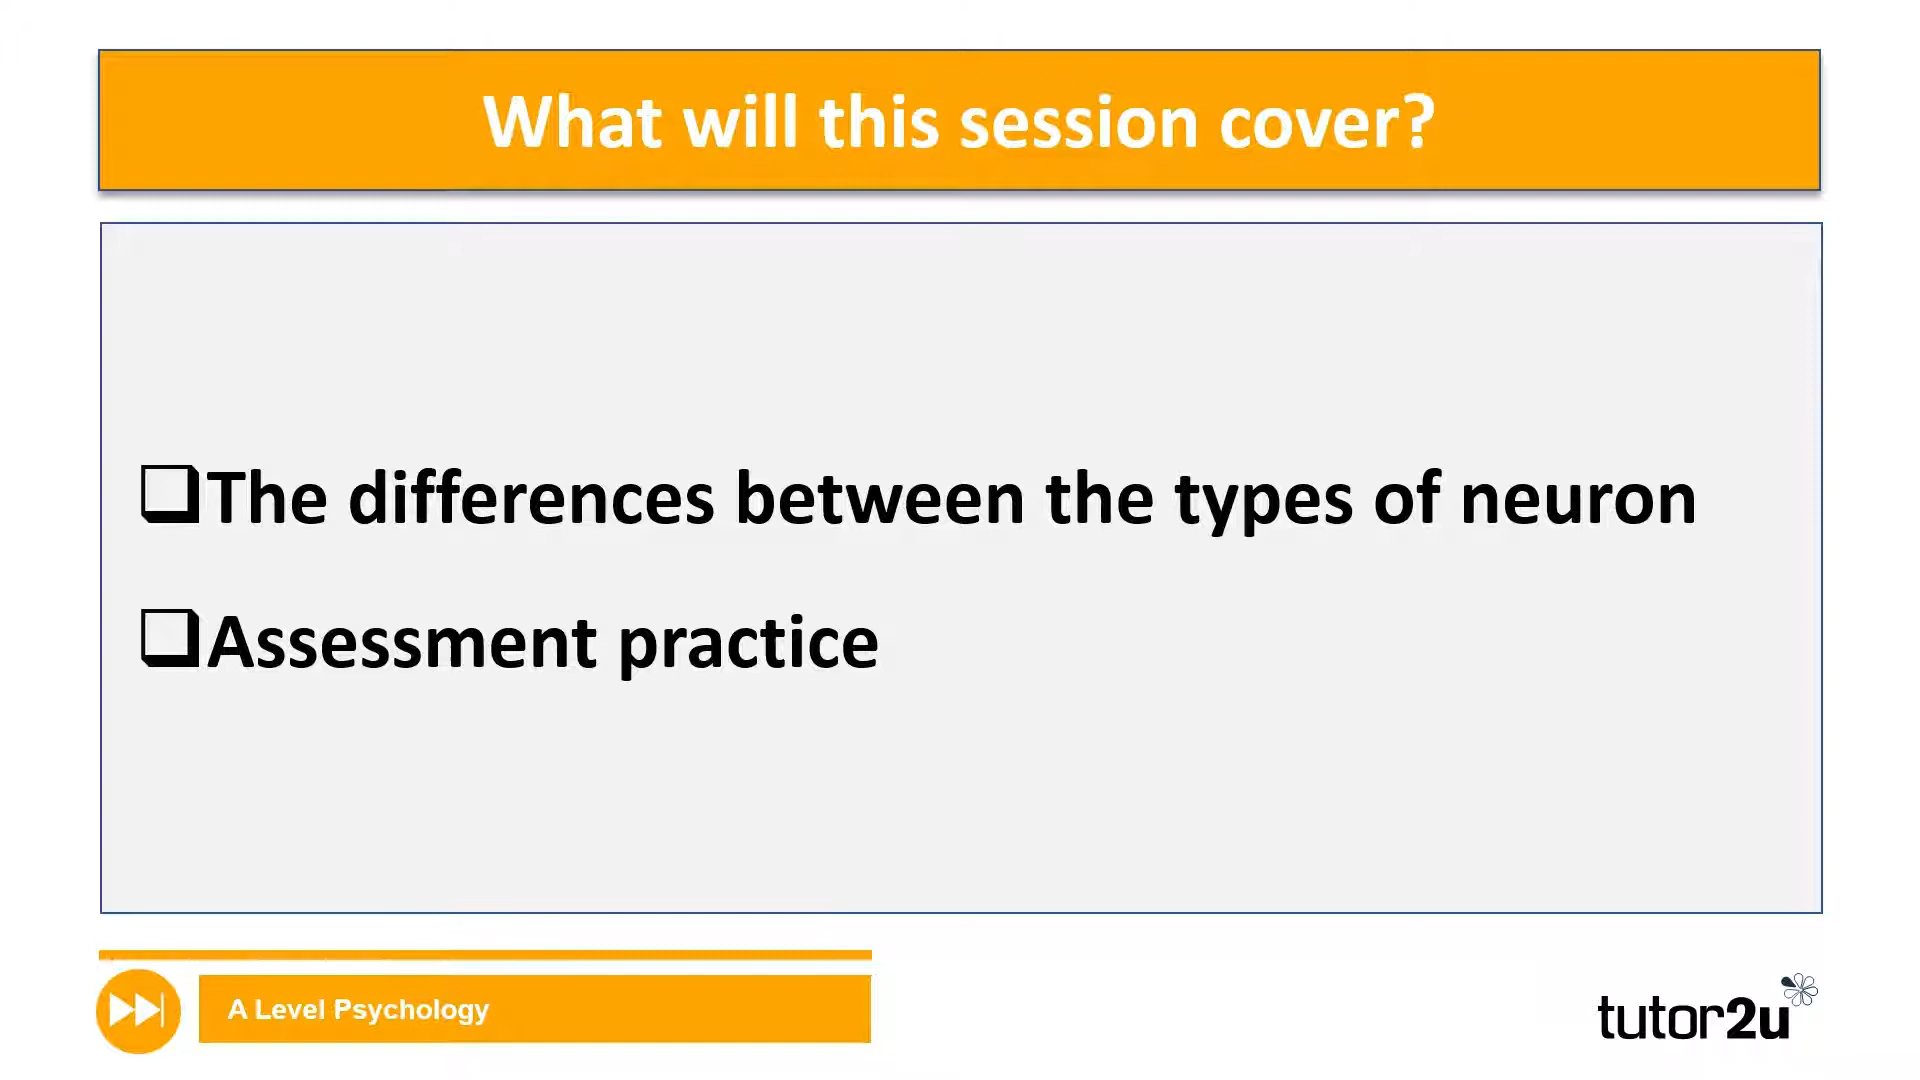 What will this session cover?
❑The differences between the types of neuron
❑Assessment practice
A Level Psychology
tutor2u